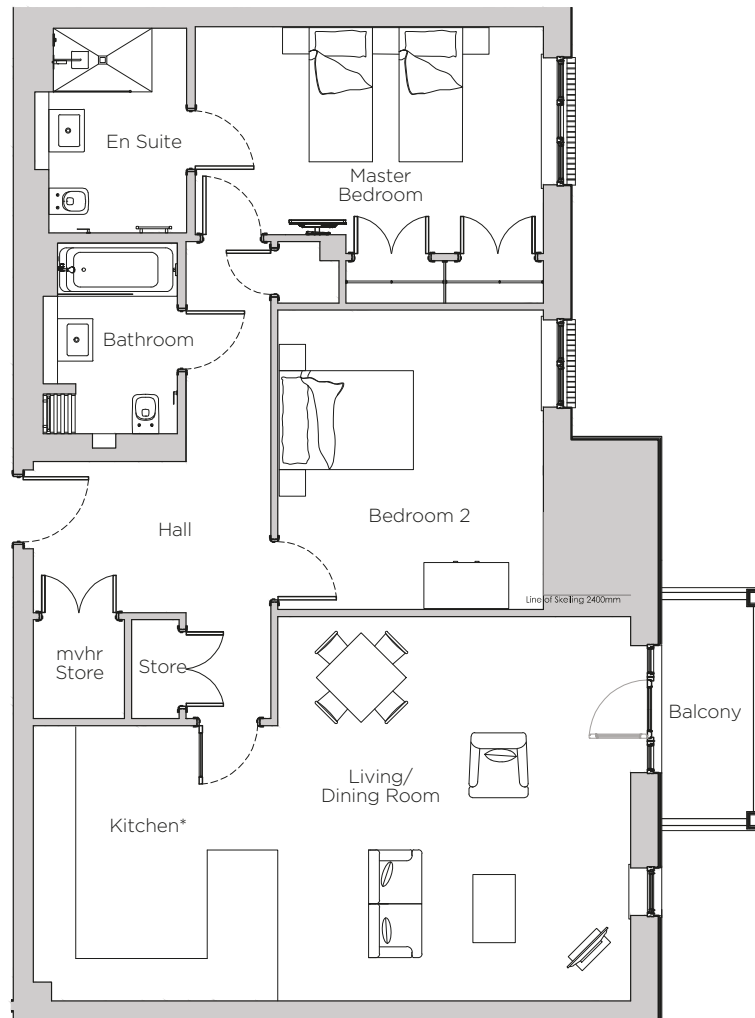 En Suite
Master
Bedroom
Bathroom
Bedroom 2
Hall
Line of Skeiling 2400mm
mvhr
Store
Store
Balcony
Living/
Dining Room
Kitchen*